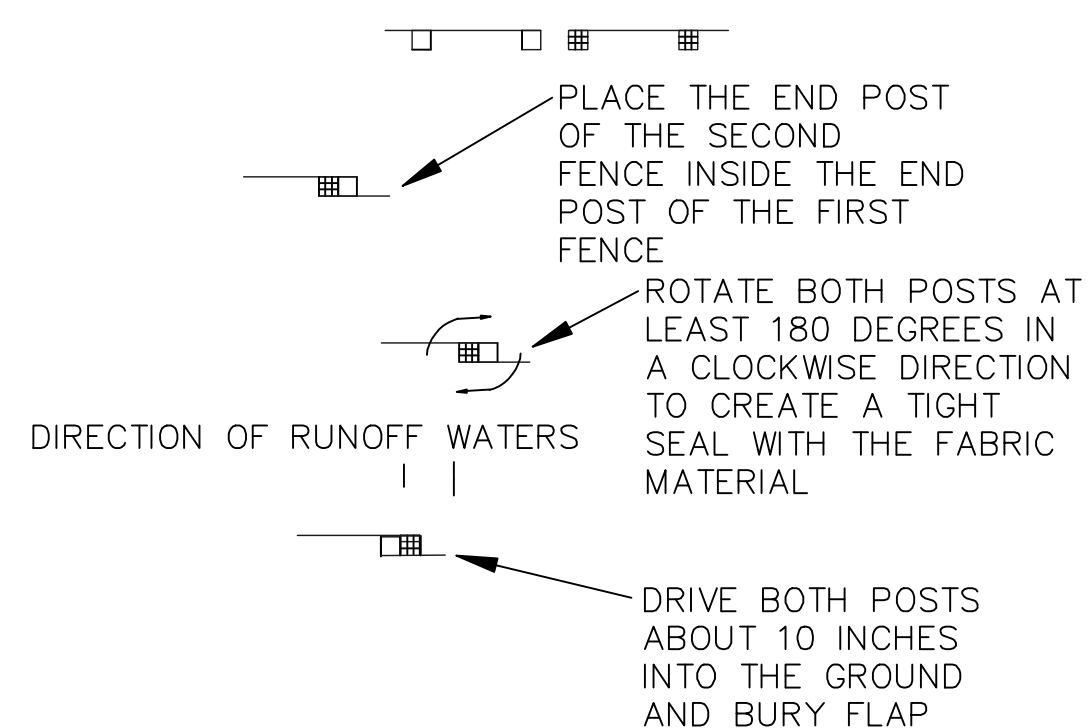 PLACE THE END POST
OF THE SECOND
FENCE INSIDE THE END
POST OF THE FIRST
FENCE
ROTATE BOTH POSTS AT
LEAST 180 DEGREES IN
A CLOCKWISE DIRECTION
TO CREATE A TIGHT
SEAL WITH THE FABRIC
MATERIAL
DIRECTION OF RUNOFF WATERS
DRIVE BOTH POSTS
ABOUT 10 INCHES
INTO THE GROUND
AND BURY FLAP